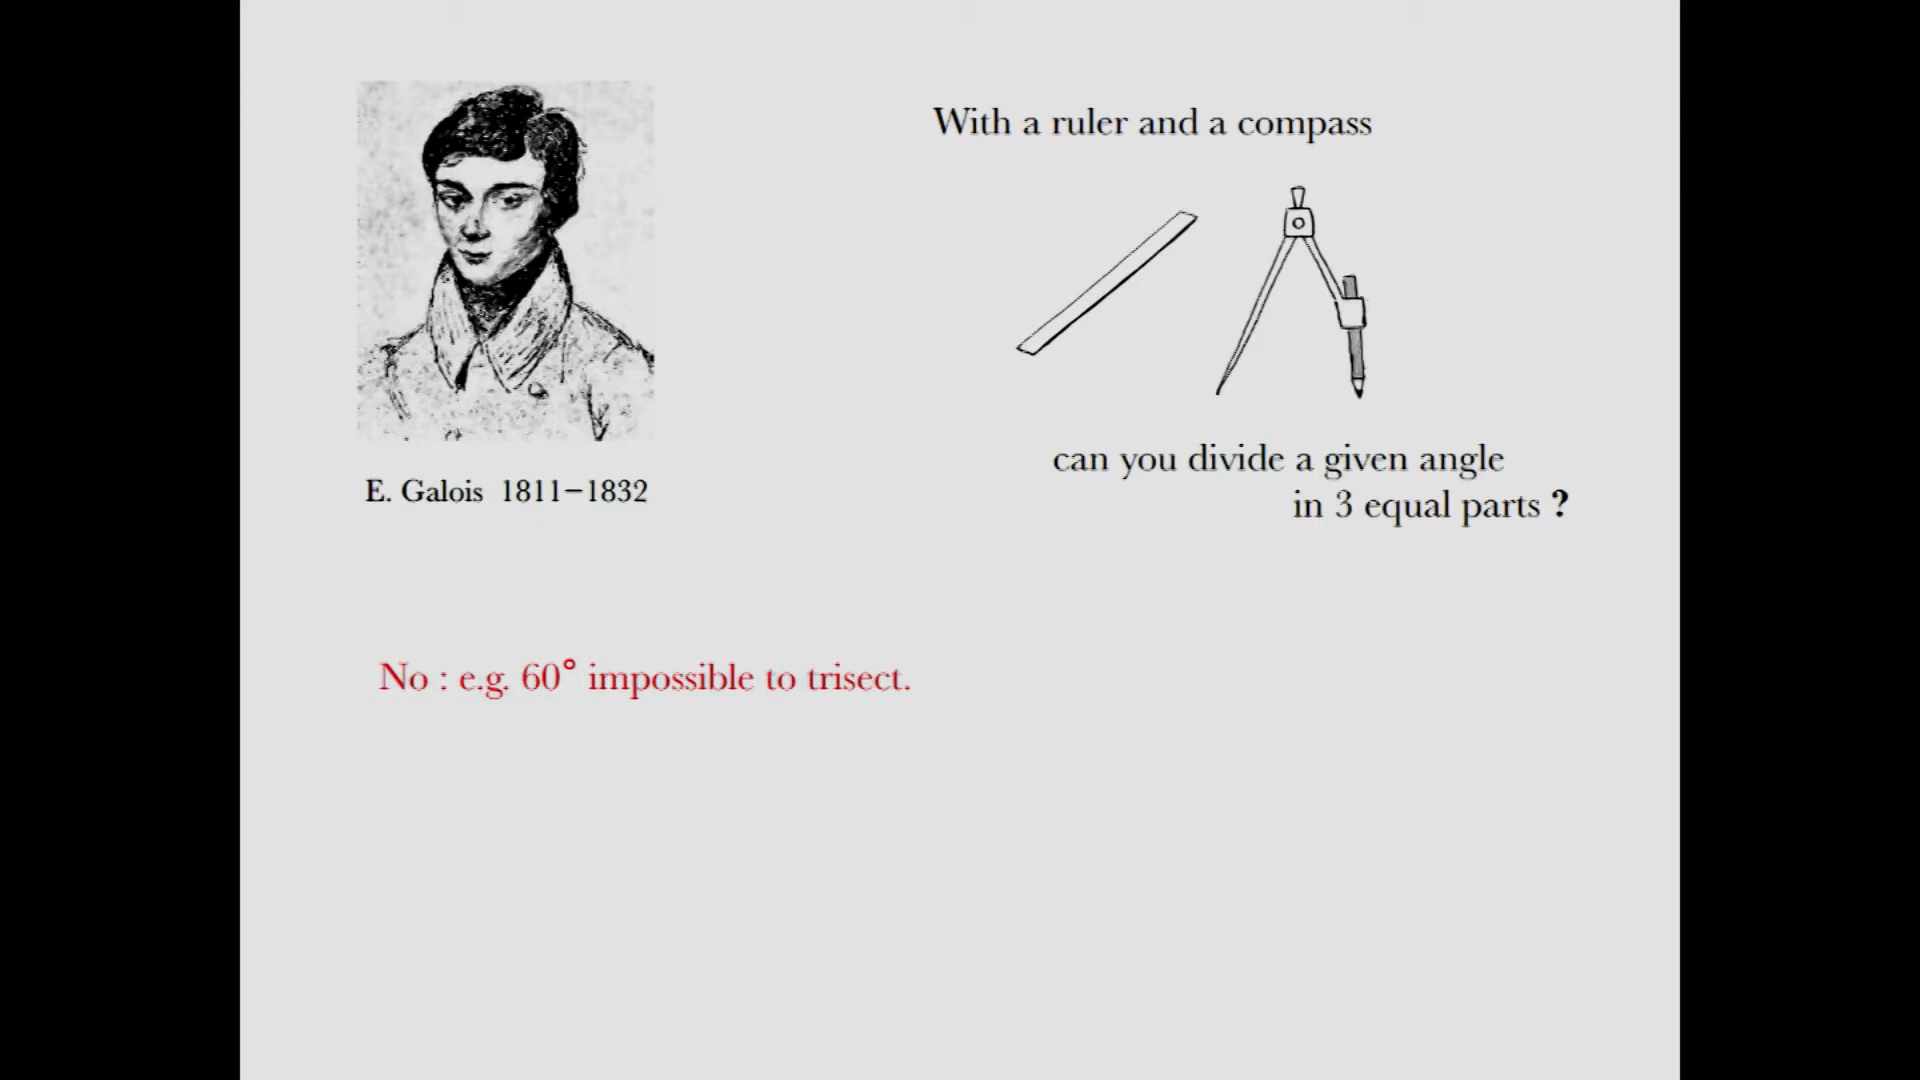 With a ruler and a compass
can you divide a given angle
in 3 equal parts ?
E. Galois 1811–1832
No : e.g. 60° impossible to trisect.